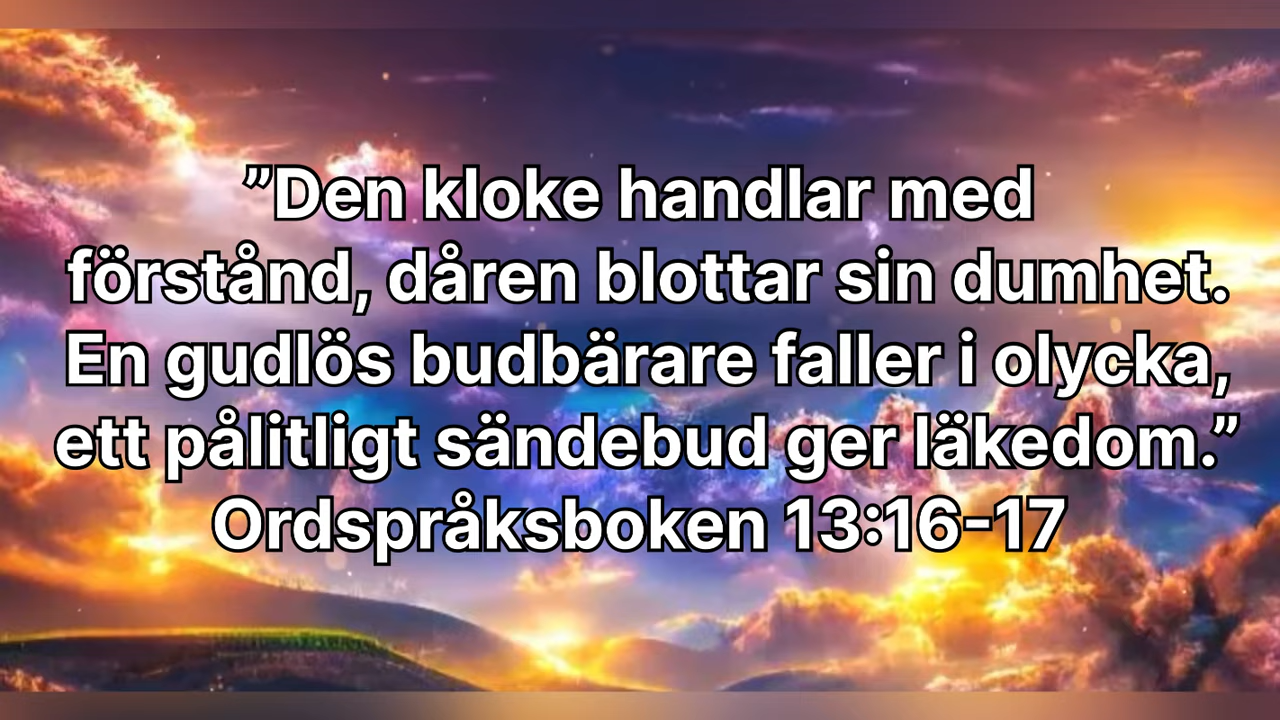 ”Den kloke handlar med
förstånd, dåren blottar sin dumhet.
En gudlös budbärare faller i olycka,
ett pålitligt sändebud ger läkedom.”
Ordspråksboken 13:16-17